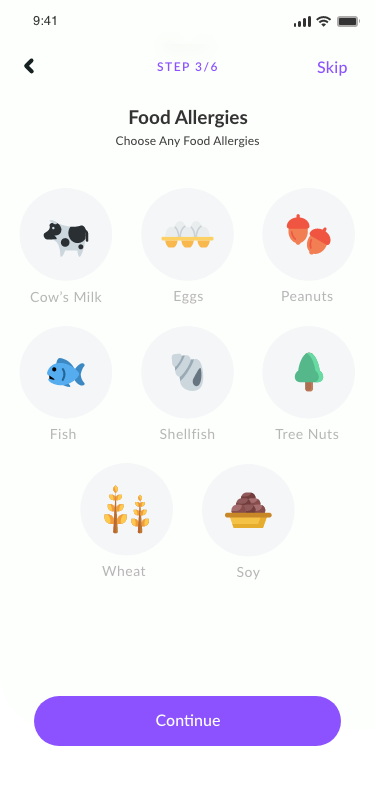 9:41
STEP 3/6
Skip
Food Allergies
Choose Any Food Allergies
Cow's Milk
Eggs
Peanuts
Fish
Shellfish
Tree Nuts
Wheat
Soy
Continue